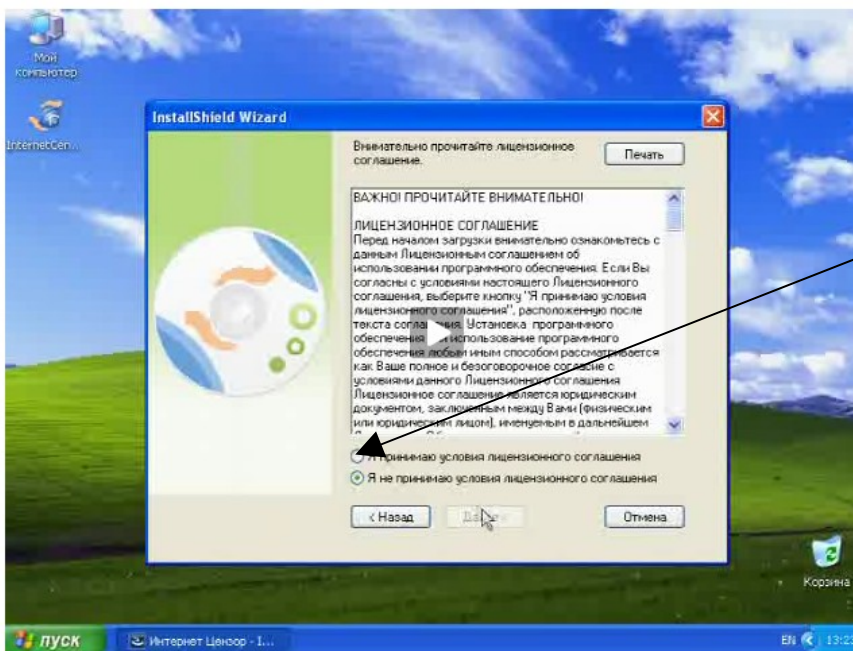 Мой
компьютер
InternetCen...
InstallShield Wizard
Внимательно прочитайте лицензионное
соглашение.
Печать
ВАЖНО! ПРОЧИТАЙТЕ ВНИМАТЕЛЬНО!
ЛИЦЕНЗИОННОЕ СОГЛАШЕНИЕ
Перед началом загрузки внимательно ознакомьтесь с
данным Лицензионным соглашением об
использовании программного обеспечения. Если Вы
согласны с условиями настоящего Лицензионного
соглашения, выберите кнопку "Я принимаю условия
лицензионного соглашения", расположенную после
текста соглашения. Установка программного
обеспечения или использование программного
обеспечения любым иным способом рассматривается
как Ваше полное и безоговорочное согласие с
условиями данного Лицензионного соглашения
Лицензионное соглашение является юридическим
документом, заключенным между Вами (физическим
или юридическим лицом), именуемым в дальнейшем
Я принимаю условия лицензионного соглашения
Я не принимаю условия лицензионного соглашения
< Назад
Отмена
Корзина
пуск
Интернет Цензор - I...
EN
13:23